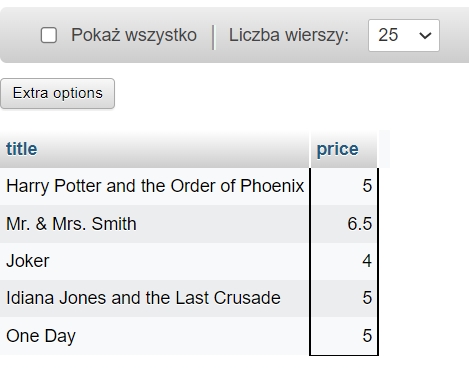 Pokaż wszystko Liczba wierszy: 25
Extra options
title price
Harry Potter and the Order of Phoenix 5
Mr. & Mrs. Smith 6.5
Joker 4
Idiana Jones and the Last Crusade 5
One Day 5